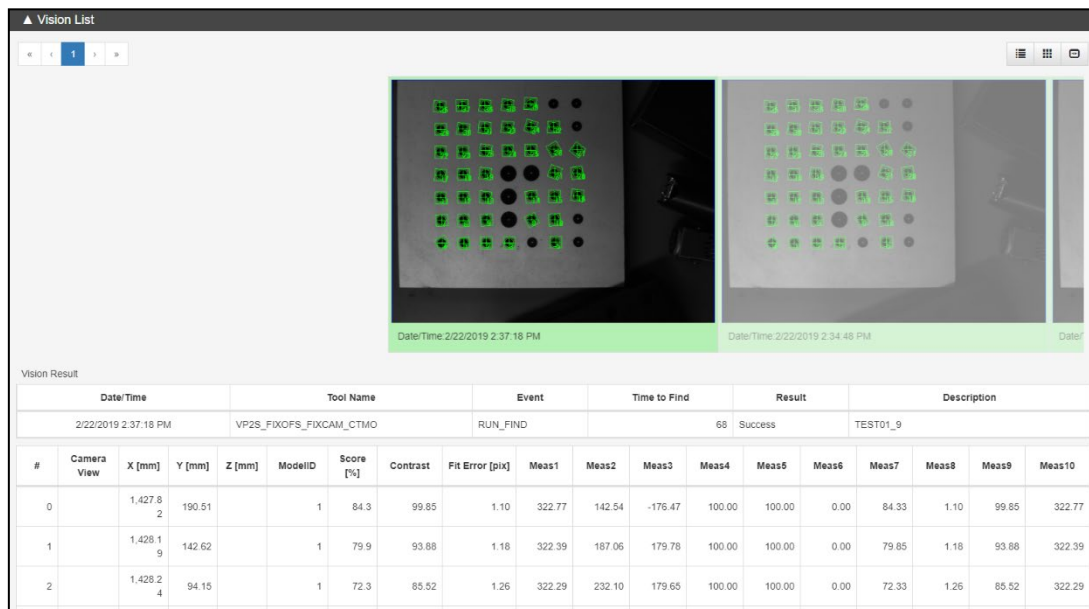 ▲ Vision List
« ‹ 1 › »
Date/Time:2/22/2019 2:37:18 PM
Date/Time:2/22/2019 2:34:48 PM
Date/
Vision Result
Date/Time Tool Name Event Time to Find Result Description
2/22/2019 2:37:18 PM VP2S_FIXOFS_FIXCAM_CTMO RUN_FIND 68 Success TEST01_9
# Camera View X [mm] Y [mm] Z [mm] ModelID Score [%] Contrast Fit Error [pix] Meas1 Meas2 Meas3 Meas4 Meas5 Meas6 Meas7 Meas8 Meas9 Meas10
0 1,427.82 190.51 1 84.3 99.85 1.10 322.77 142.54 -176.47 100.00 100.00 0.00 84.33 1.10 99.85 322.77
1 1,428.19 142.62 1 79.9 93.88 1.18 322.39 187.06 179.78 100.00 100.00 0.00 79.85 1.18 93.88 322.39
2 1,428.24 94.15 1 72.3 85.52 1.26 322.29 232.10 179.65 100.00 100.00 0.00 72.33 1.26 85.52 322.29